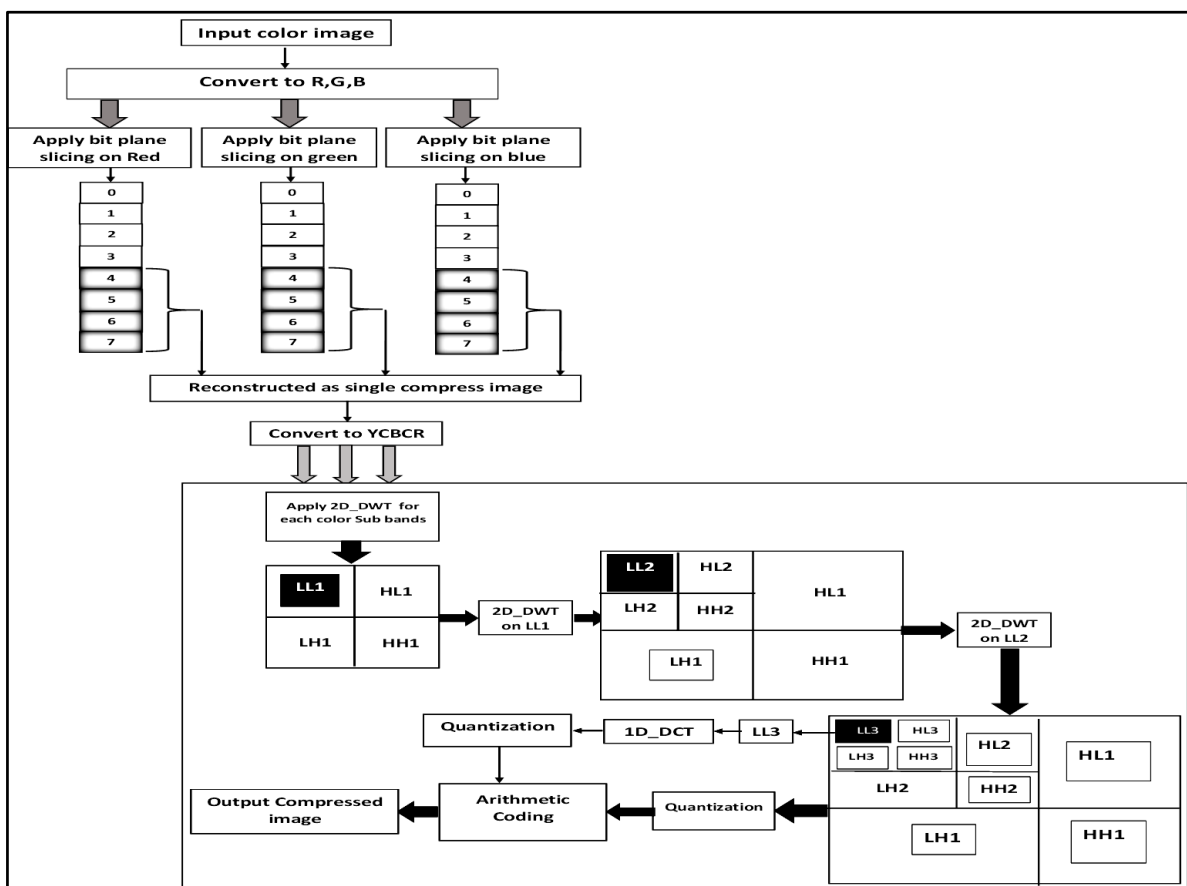 Input color image
Convert to R,G,B
Apply bit plane
slicing on Red
Apply bit plane
slicing on green
Apply bit plane
slicing on blue
0
1
2
3
4
5
6
7
0
1
2
3
4
5
6
7
0
1
2
3
4
5
6
7
Reconstructed as single compress image
Convert to YCBCR
Apply 2D_DWT for
each color Sub bands
LL1
HL1
LH1
HH1
2D_DWT
on LL1
LL2
HL2
LH2
HH2
HL1
LH1
HH1
2D_DWT
on LL2
LL3
HL3
LH3
HH3
HL2
LH2
HH2
HL1
LH1
HH1
LL3
1D_DCT
Quantization
Quantization
Arithmetic
Coding
Output Compressed
image